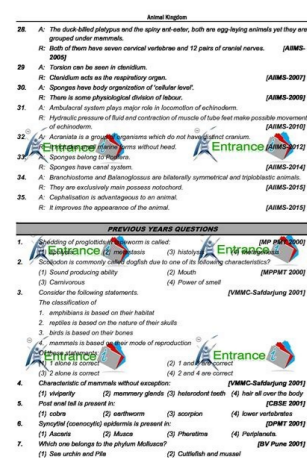 Animal Kingdom
28. A: The duck-billed platypus and the spiny ant-eater, both are egg-laying animals yet they are
grouped under mammals.
R: Both of them have seven cervical vertebrae and 12 pairs of cranial nerves. [AIIMS-
2005]
29 A: Torsion can be seen in ctenidium.
R: Ctenidium acts as the respiratory organ. [AIIMS-2007]
30. A: Sponges have body organization of 'cellular level'.
R: There is some physiological division of labour. [AIIMS-2009]
31. A: Ambulacral system plays major role in locomotion of echinoderm.
R: Hydraulic pressure of fluid and contraction of muscle of tube feet make possible movement
of echinoderm. [AIIMS-2010]
32. A: Acraniata is a group of organisms which do not have distinct cranium.
R: marine forms without head. [AIIMS-2012]
33. A: Sponges belong to Porifera.
R: Sponges have canal system. [AIIMS-2014]
34. A: Branchiostoma and Balanoglossus are bilaterally symmetrical and triploblastic animals.
R: They are exclusively main possess notochord. [AIIMS-2015]
35. A: Cephalisation is advantageous to an animal.
R: It improves the appearance of the animal. [AIIMS-2015]
PREVIOUS YEARS QUESTIONS
1. Shedding of proglottids in tapeworm is called: [MP PMT 2000]
(1) (2) metastasis (3) histolysis (4)
2. Scoliodon is commonly called dogfish due to one of its following characteristics?
(1) Sound producing ability (2) Mouth [MPPMT 2000]
(3) Carnivorous (4) Power of smell
3. Consider the following statements. [VMMC-Safdarjung 2001]
The classification of
1. amphibians is based on their habitat
2. reptiles is based on the nature of their skulls
3. birds is based on their bones
4. mammals is based on their mode of reproduction
Of these statements
(1) 1 alone is correct (2) 1 and are correct
(3) 2 alone is correct (4) 2 and 4 are correct
4. Characteristic of mammals without exception: [VMMC-Safdarjung 2001]
(1) viviparity (2) mammary glands (3) heterodont teeth (4) hair all over the body
5. Post anal tail is present in: [CBSE 2001]
(1) cobra (2) earthworm (3) scorpion (4) lower vertebrates
6. Syncytial (coenocytic) epidermis is present in: [DPMT 2001]
(1) Ascaris (2) Musca (3) Pheretima (4) Periplaneta.
7. Which one belongs to the phylum Mollusca? [BV Pune 2001]
(1) Sea urchin and Pila (2) Cuttlefish and mussel
Entrance
Entrance
Entrance
Entrance
Entrance
Entrance